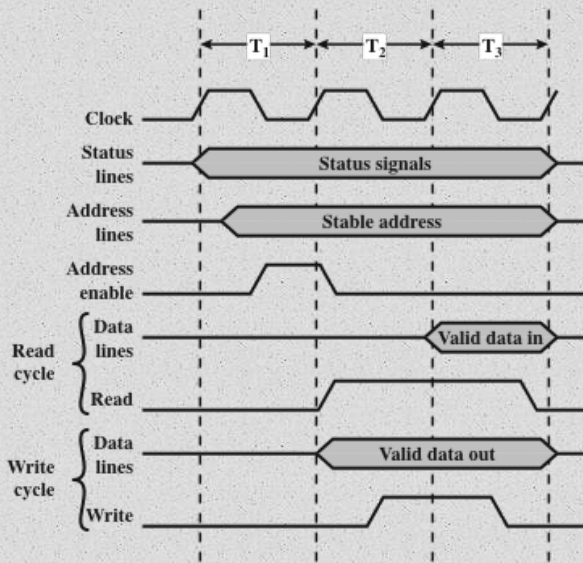 T1 T2 T3
Clock
Status
lines
Status signals
Address
lines
Stable address
Address
enable
Read
cycle
Data
lines
Valid data in
Read
Write
cycle
Data
lines
Valid data out
Write